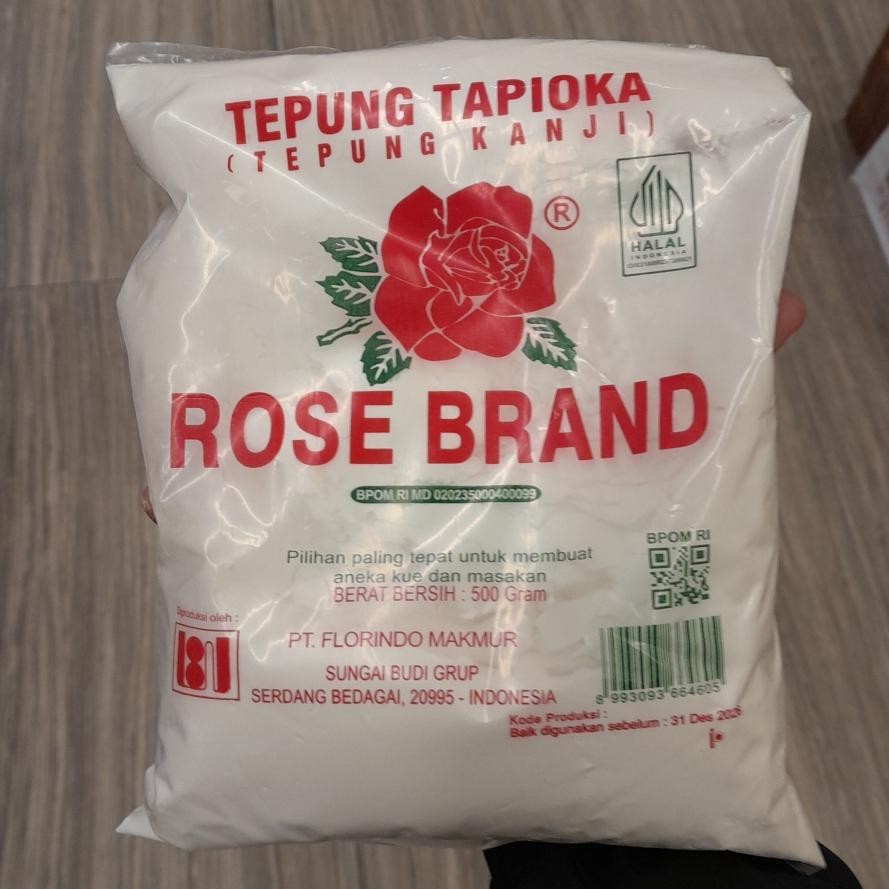 TEPUNG TAPIOKA
( TEPUNG KANJI )
®
HALAL
INDONESIA
ROSE BRAND
BPOM RI MD 020235000400099
BPOM RI
Pilihan paling tepat untuk membuat
aneka kue dan masakan
BERAT BERSIH : 500 Gram
Diproduksi oleh :
PT. FLORINDO MAKMUR
SUNGAI BUDI GRUP
SERDANG BEDAGAI, 20995 - INDONESIA
8 993093 664605
Kode Produksi :
Baik digunakan sebelum : 31 Des